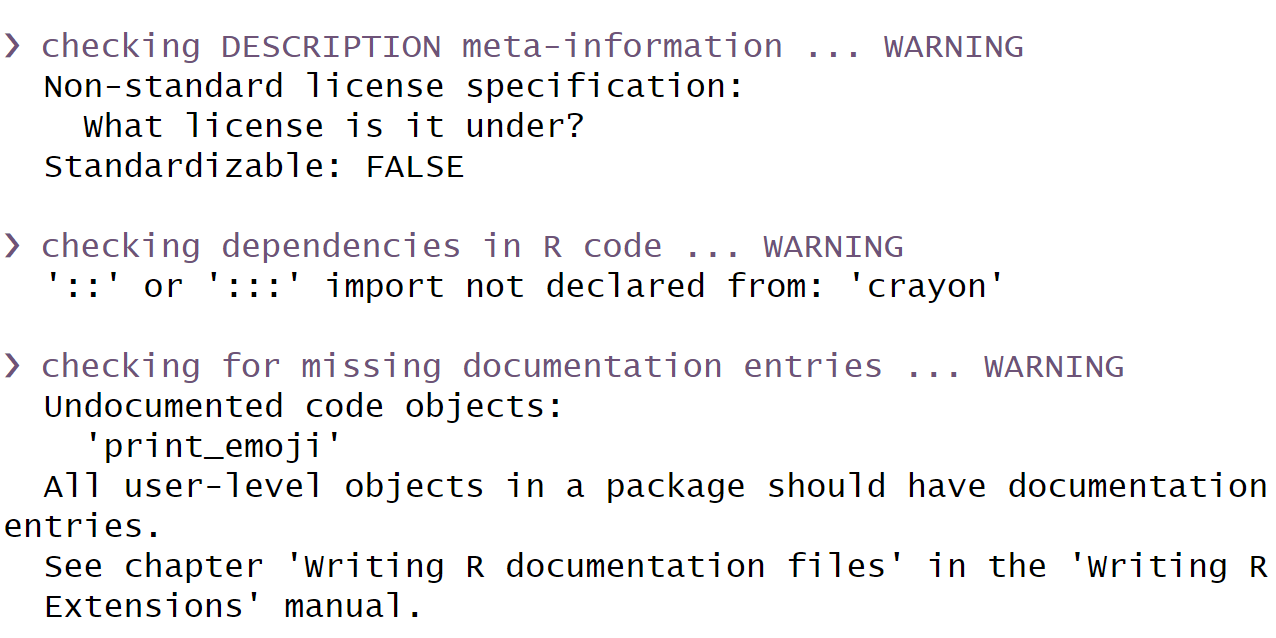 ❯ checking DESCRIPTION meta-information ... WARNING
  Non-standard license specification:
    What license is it under?
  Standardizable: FALSE

❯ checking dependencies in R code ... WARNING
  '::' or ':::' import not declared from: 'crayon'

❯ checking for missing documentation entries ... WARNING
  Undocumented code objects:
    'print_emoji'
  All user-level objects in a package should have documentation
entries.
  See chapter 'Writing R documentation files' in the 'Writing R
  Extensions' manual.